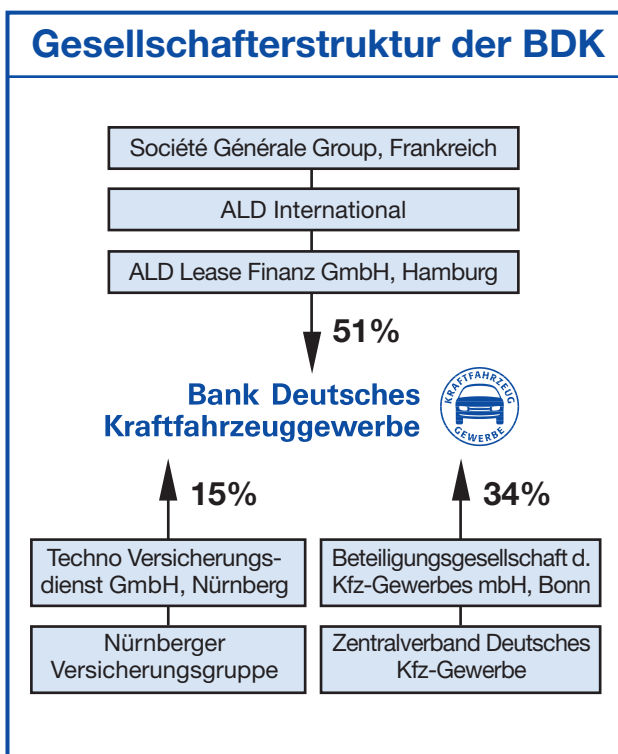 Gesellschafterstruktur der BDK
Société Générale Group, Frankreich
ALD International
ALD Lease Finanz GmbH, Hamburg
51%
Bank Deutsches
Kraftfahrzeuggewerbe
KRAFTFAHRZEUG
GEWERBE
15%
34%
Techno Versicherungs-
dienst GmbH, Nürnberg
Beteiligungsgesellschaft d.
Kfz-Gewerbes mbH, Bonn
Nürnberger
Versicherungsgruppe
Zentralverband Deutsches
Kfz-Gewerbe